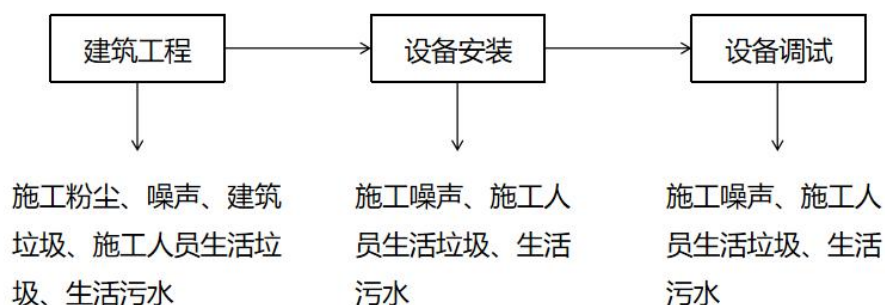 建筑工程
设备安装
设备调试
施工粉尘、噪声、建筑
垃圾、施工人员生活垃
圾、生活污水
施工噪声、施工人
员生活垃圾、生活
污水
施工噪声、施工人
员生活垃圾、生活
污水